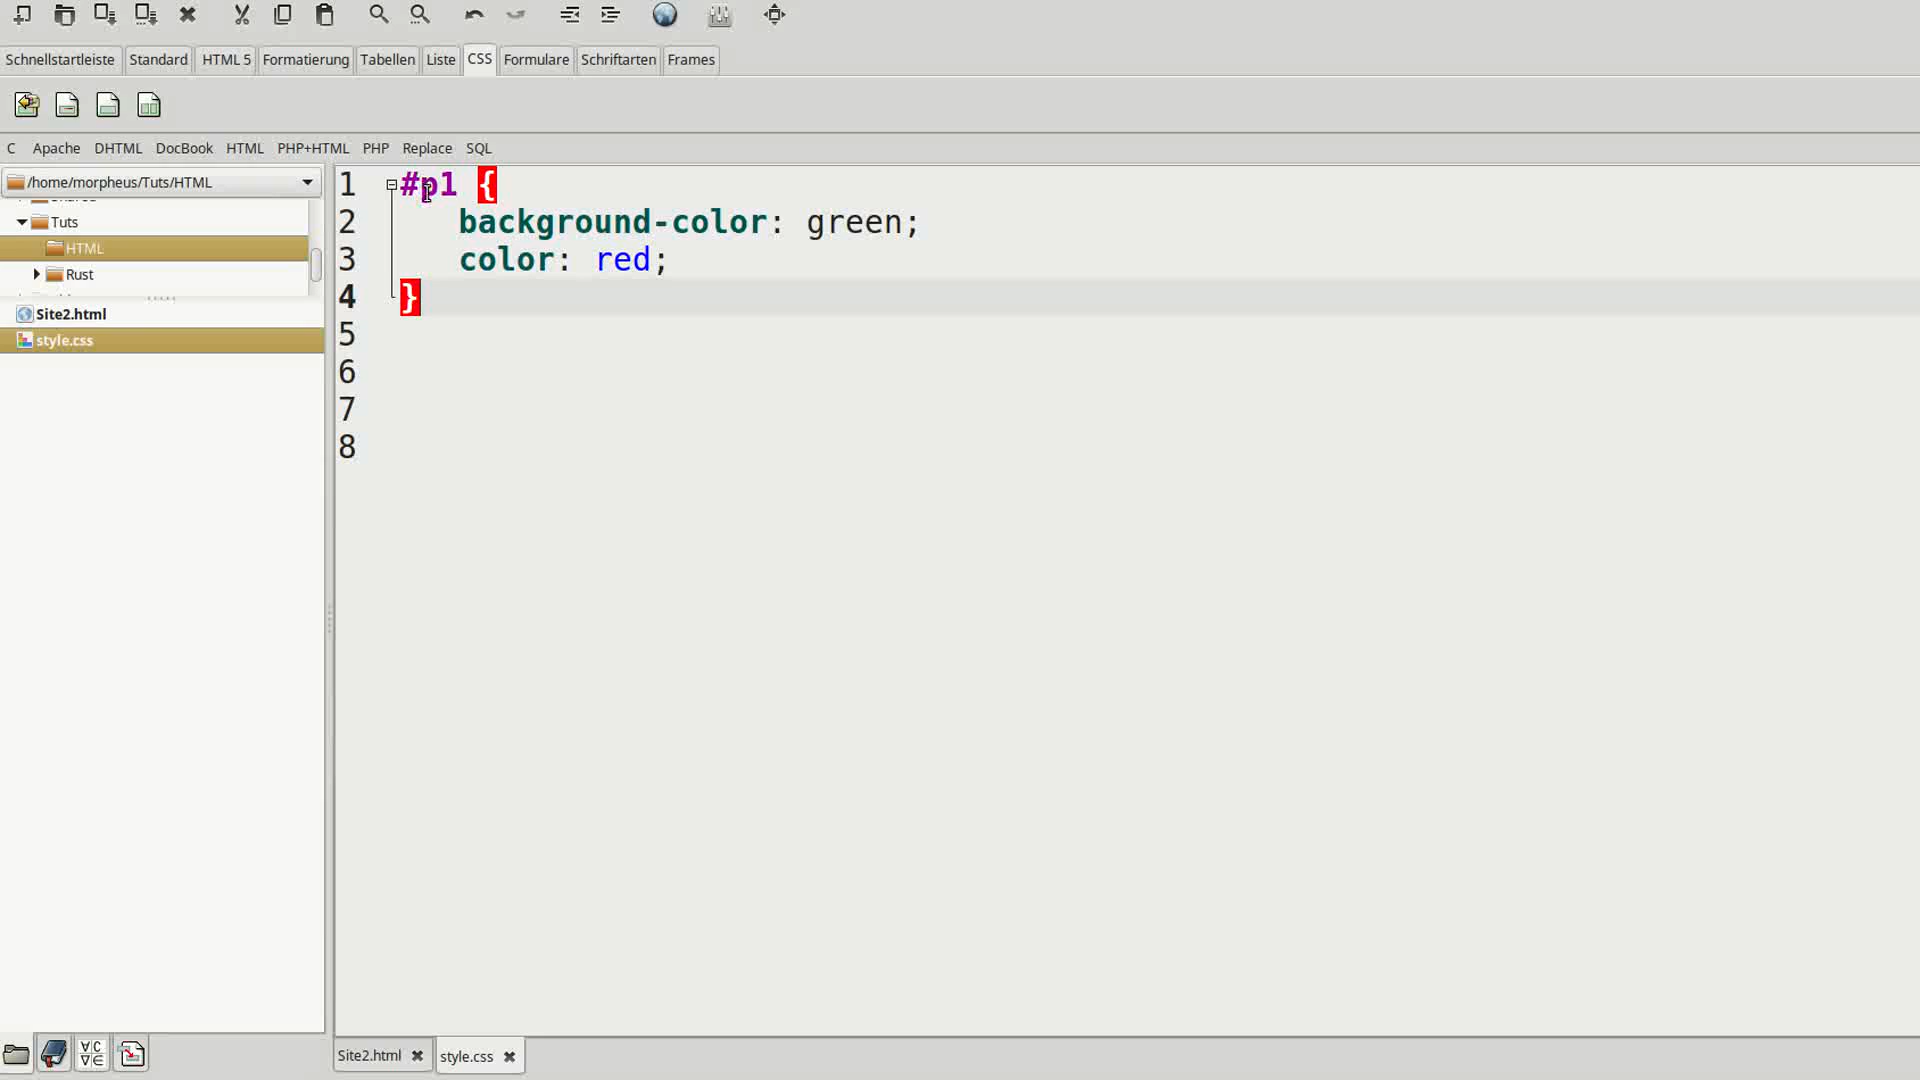 Schnellstartleiste Standard HTML 5 Formatierung Tabellen Liste CSS Formulare Schriftarten Frames
C Apache DHTML DocBook HTML PHP+HTML PHP Replace SQL
/home/morpheus/Tuts/HTML
Tuts
HTML
Rust
Site2.html
style.css
1 #p1 {
2 background-color: green;
3 color: red;
4 }
5
6
7
8
Site2.html style.css